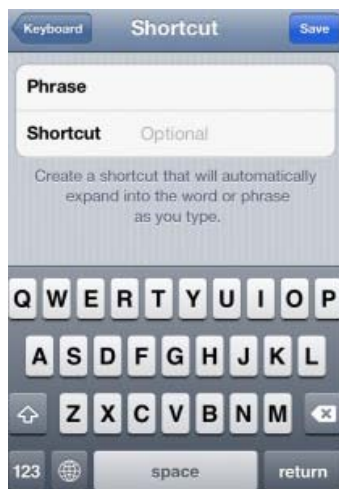 Keyboard Shortcut Save
Phrase
Shortcut Optional
Create a shortcut that will automatically
expand into the word or phrase
as you type.
Q W E R T Y U I O P
A S D F G H J K L
Z X C V B N M
123 space return